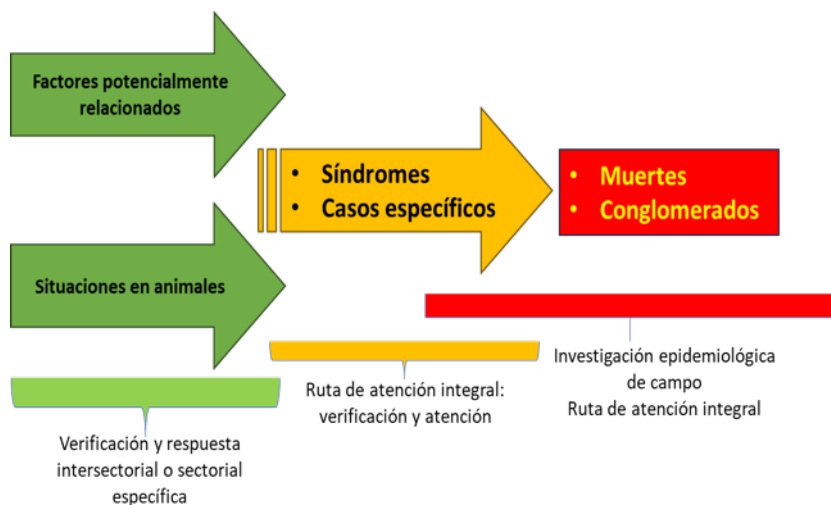 Factores potencialmente
relacionados
• Síndromes
• Casos específicos
• Muertes
• Conglomerados
Situaciones en animales
Verificación y respuesta
intersectorial o sectorial
específica
Ruta de atención integral:
verificación y atención
Investigación epidemiológica
de campo
Ruta de atención integral